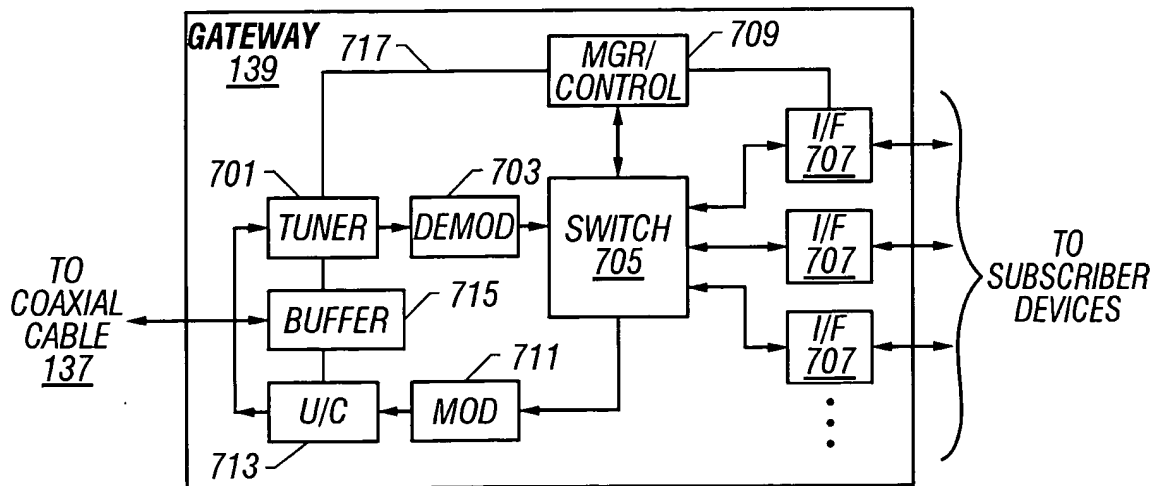 GATEWAY
139
717
MGR/
CONTROL
709
I/F
707
701
703
TUNER
DEMOD
SWITCH
705
I/F
707
TO
COAXIAL
CABLE
137
BUFFER
715
TO
SUBSCRIBER
DEVICES
711
I/F
707
U/C
MOD
713